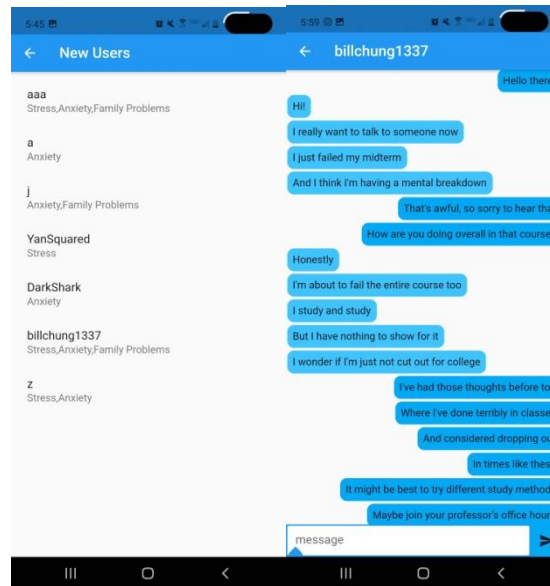 5:45
New Users
aaa
Stress,Anxiety,Family Problems
a
Anxiety
j
Anxiety,Family Problems
YanSquared
Stress
DarkShark
Anxiety
billchung1337
Stress,Anxiety,Family Problems
z
Stress,Anxiety
5:59
billchung1337
Hello there
Hi!
I really want to talk to someone now
I just failed my midterm
And I think I'm having a mental breakdown
That's awful, so sorry to hear tha
How are you doing overall in that course
Honestly
I'm about to fail the entire course too
I study and study
But I have nothing to show for it
I wonder if I'm just not cut out for college
I've had those thoughts before to
Where i've done terribly in classe
And considered dropping ou
In times like thes
It might be best to try different study method
Maybe join your professor's office hour
message